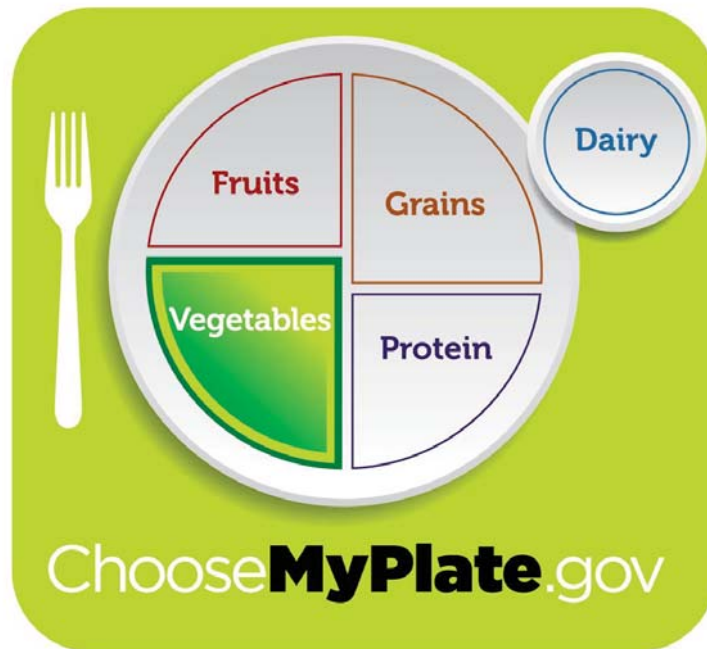 Dairy
Fruits
Grains
Vegetables
Protein
ChooseMyPlate.gov